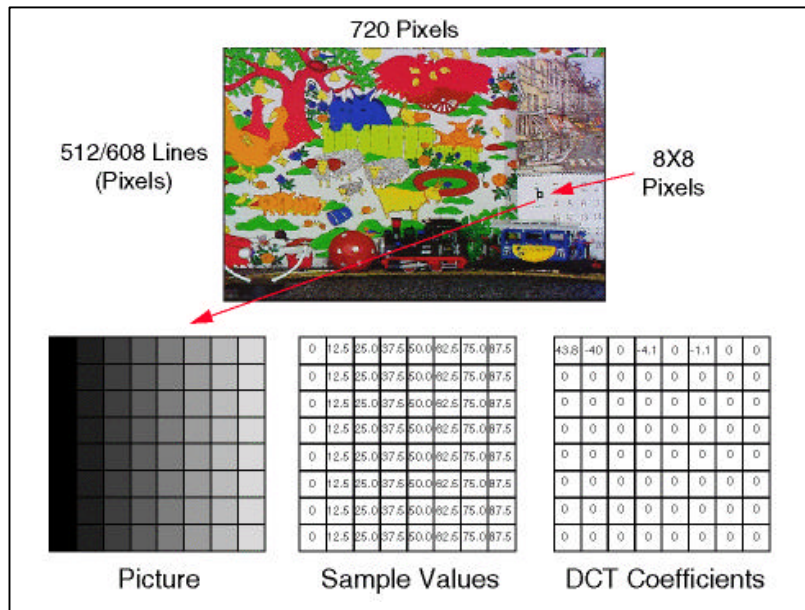 720 Pixels
512/608 Lines
(Pixels)
8X8
Pixels
0 12.5 25.0 37.5 50.0 62.5 75.0 87.5
0 12.5 25.0 37.5 50.0 62.5 75.0 87.5
0 12.5 25.0 37.5 50.0 62.5 75.0 87.5
0 12.5 25.0 37.5 50.0 62.5 75.0 87.5
0 12.5 25.0 37.5 50.0 62.5 75.0 87.5
0 12.5 25.0 37.5 50.0 62.5 75.0 87.5
0 12.5 25.0 37.5 50.0 62.5 75.0 87.5
0 12.5 25.0 37.5 50.0 62.5 75.0 87.5
43.8 -40 0 -4.1 0 -1.1 0 0
0 0 0 0 0 0 0 0
0 0 0 0 0 0 0 0
0 0 0 0 0 0 0 0
0 0 0 0 0 0 0 0
0 0 0 0 0 0 0 0
0 0 0 0 0 0 0 0
0 0 0 0 0 0 0 0
Picture
Sample Values
DCT Coefficients